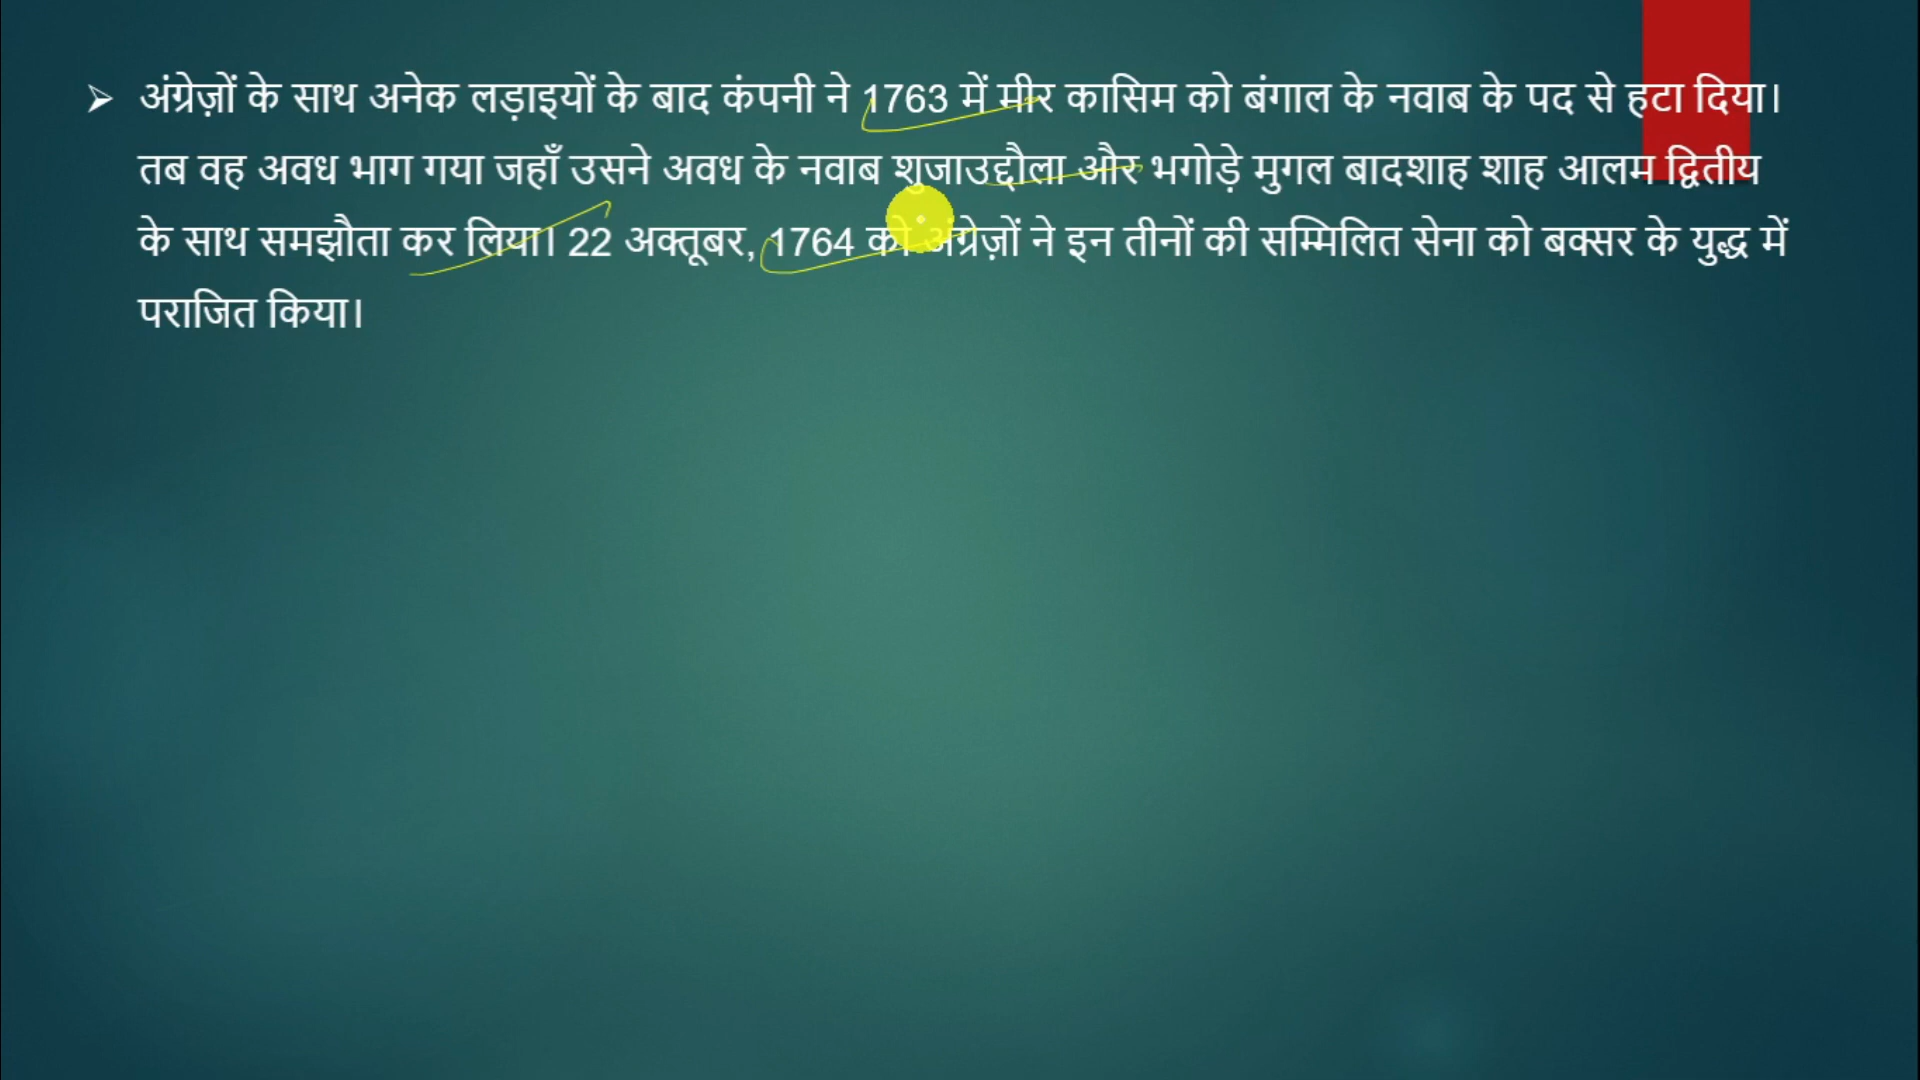 ➢ अंग्रेज़ों के साथ अनेक लड़ाइयों के बाद कंपनी ने 1763 में मीर कासिम को बंगाल के नवाब के पद से हटा दिया।
तब वह अवध भाग गया जहाँ उसने अवध के नवाब शुजाउद्दौला और भगोड़े मुगल बादशाह शाह आलम द्वितीय
के साथ समझौता कर लिया। 22 अक्तूबर, 1764 को अंग्रेज़ों ने इन तीनों की सम्मिलित सेना को बक्सर के युद्ध में
पराजित किया।